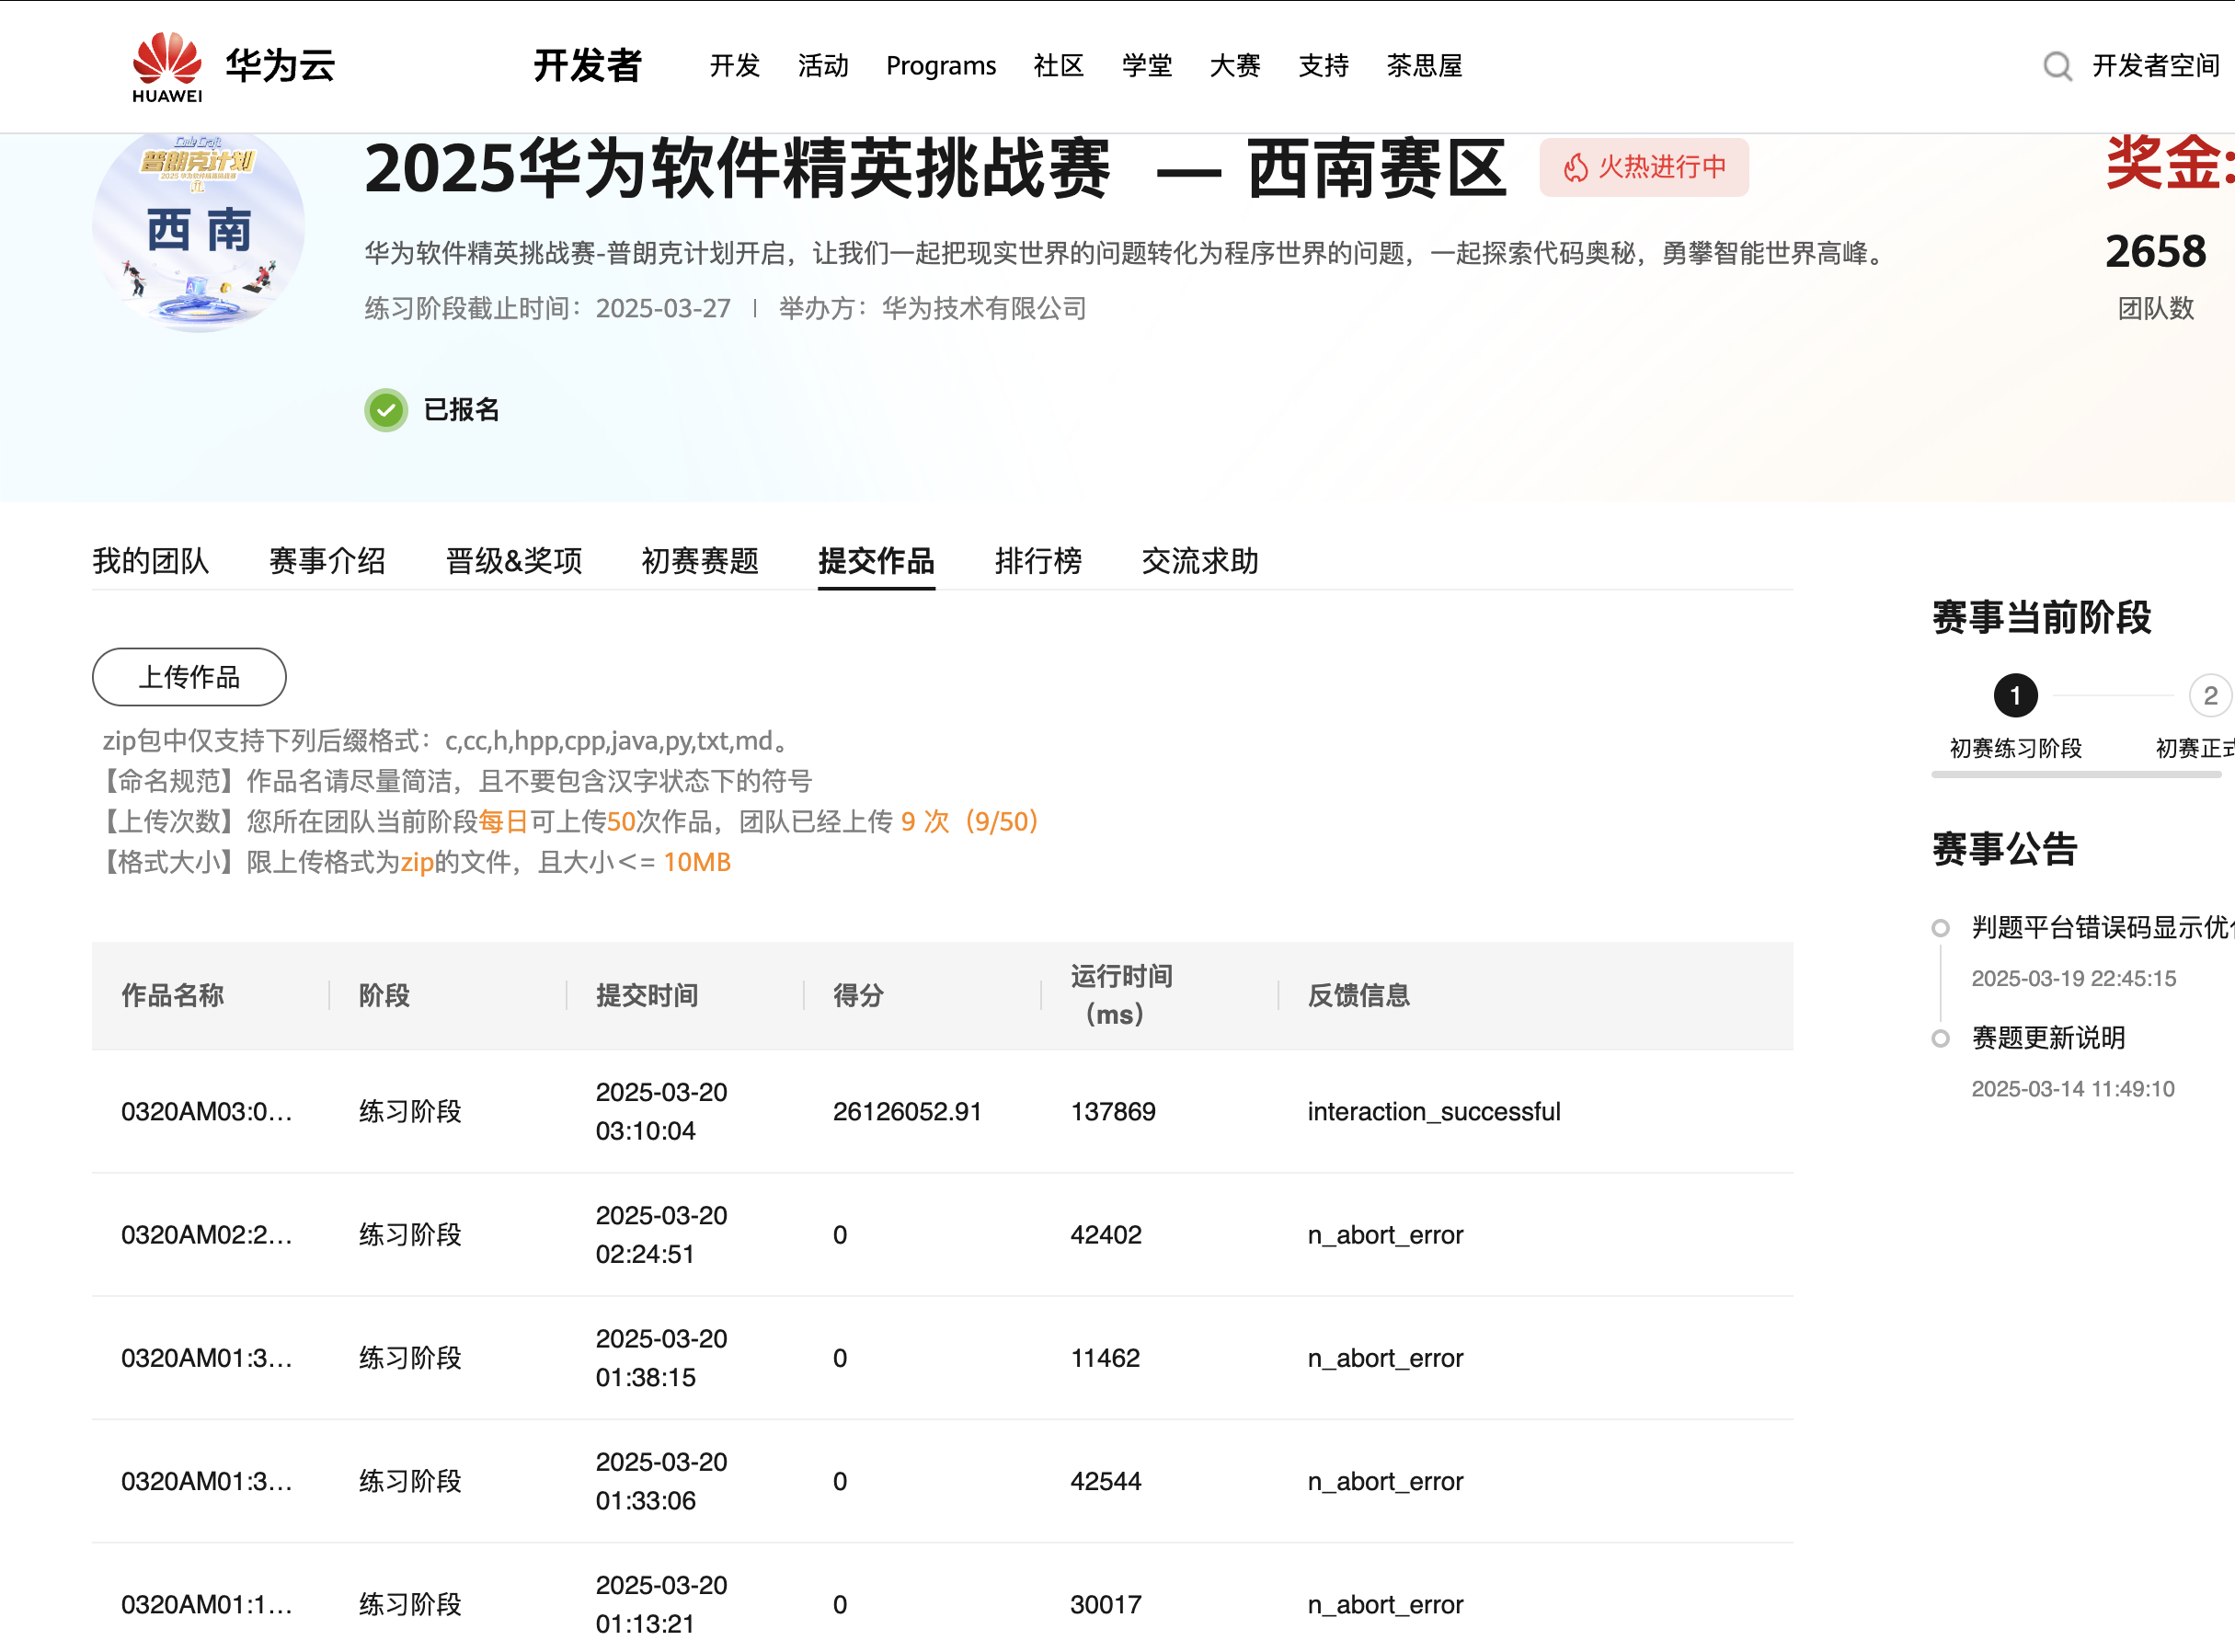 HUAWEI
华为云
开发者
开发 活动 Programs 社区 学堂 大赛 支持 茶思屋
开发者空间
Code Craft
普朗克计划
西南
2025华为软件精英挑战赛 — 西南赛区
火热进行中
奖金:
华为软件精英挑战赛-普朗克计划开启，让我们一起把现实世界的问题转化为程序世界的问题，一起探索代码奥秘，勇攀智能世界高峰。
2658
团队数
练习阶段截止时间：2025-03-27 | 举办方：华为技术有限公司
已报名
我的团队 赛事介绍 晋级&奖项 初赛赛题 提交作品 排行榜 交流求助
上传作品
zip包中仅支持下列后缀格式：c,cc,h,hpp,cpp,java,py,txt,md。
【命名规范】作品名请尽量简洁，且不要包含汉字状态下的符号
【上传次数】您所在团队当前阶段每日可上传50次作品，团队已经上传 9 次（9/50）
【格式大小】限上传格式为zip的文件，且大小<= 10MB
作品名称 阶段 提交时间 得分 运行时间（ms） 反馈信息
0320AM03:0... 练习阶段 2025-03-20 03:10:04 26126052.91 137869 interaction_successful
0320AM02:2... 练习阶段 2025-03-20 02:24:51 0 42402 n_abort_error
0320AM01:3... 练习阶段 2025-03-20 01:38:15 0 11462 n_abort_error
0320AM01:3... 练习阶段 2025-03-20 01:33:06 0 42544 n_abort_error
0320AM01:1... 练习阶段 2025-03-20 01:13:21 0 30017 n_abort_error
赛事当前阶段
1 2
初赛练习阶段 初赛正
赛事公告
判题平台错误码显示优
2025-03-19 22:45:15
赛题更新说明
2025-03-14 11:49:10